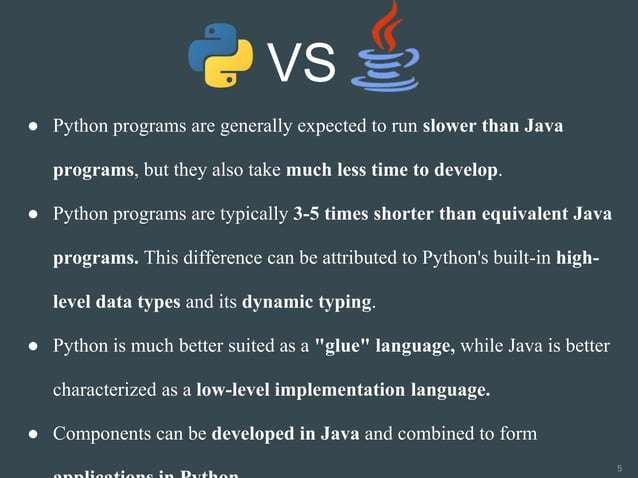 VS
● Python programs are generally expected to run slower than Java
programs, but they also take much less time to develop.
● Python programs are typically 3-5 times shorter than equivalent Java
programs. This difference can be attributed to Python's built-in high-
level data types and its dynamic typing.
● Python is much better suited as a "glue" language, while Java is better
characterized as a low-level implementation language.
● Components can be developed in Java and combined to form
applications in Python
5